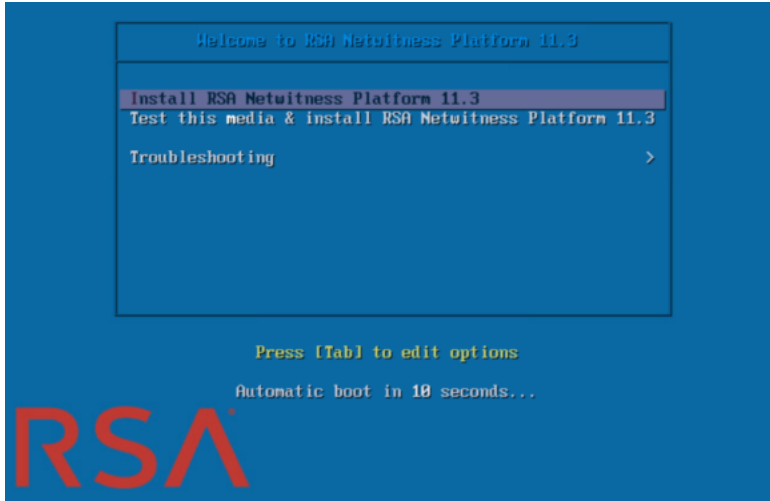 Welcome to RSA Netwitness Platform 11.3
Install RSA Netwitness Platform 11.3
Test this media & install RSA Netwitness Platform 11.3
Troubleshooting >
Press [Tab] to edit options
Automatic boot in 10 seconds...
RSA